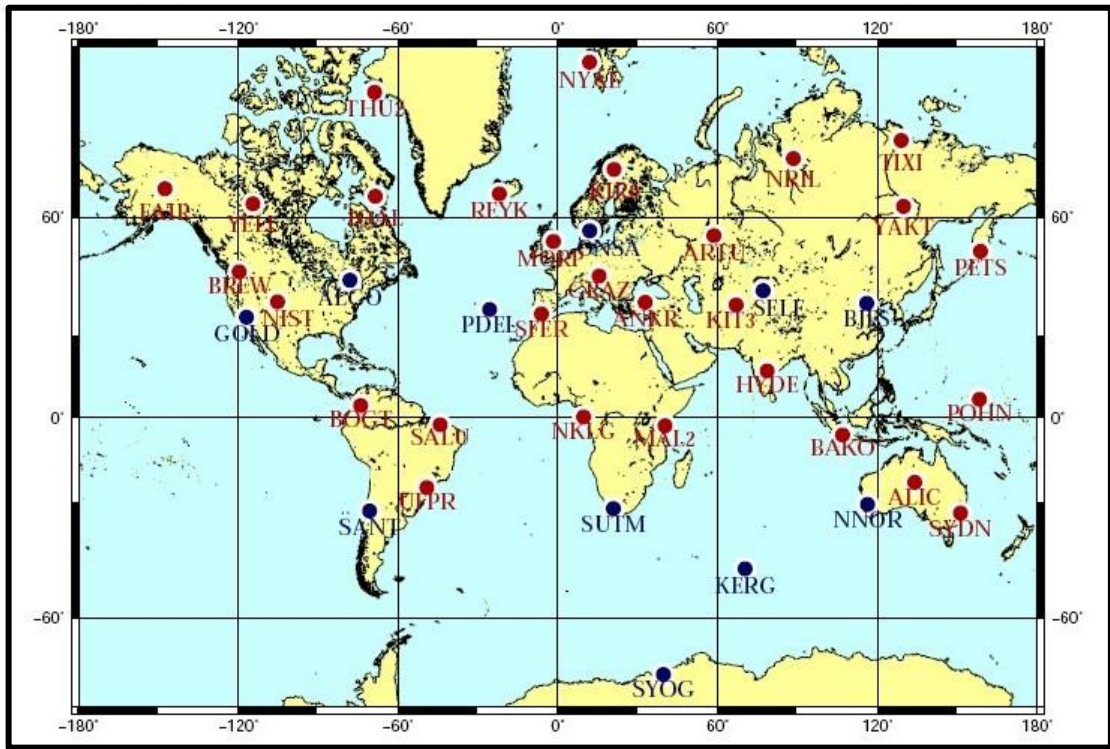 −180° −120° −60° 0° 60° 120° 180°
NYAL
THU2
TIXI
NRIL
KIRU
REYK
FAIR
YELL
60° 60°
YAKT
ONSA
MORP
ARTU
PETS
BREW
GRAZ
ALGO
NIST
GOLD
PDEL
SFER
ANKR
KIT3
SELE
HYDE
BOGT
POHN
0° 0°
SALU
NKLG
MAL2
BAKO
UFPR
ALIC
SANT
SUTM
NNOR
SYDN
KERG
−60° −60°
SYOG
−180° −120° −60° 0° 60° 120° 180°